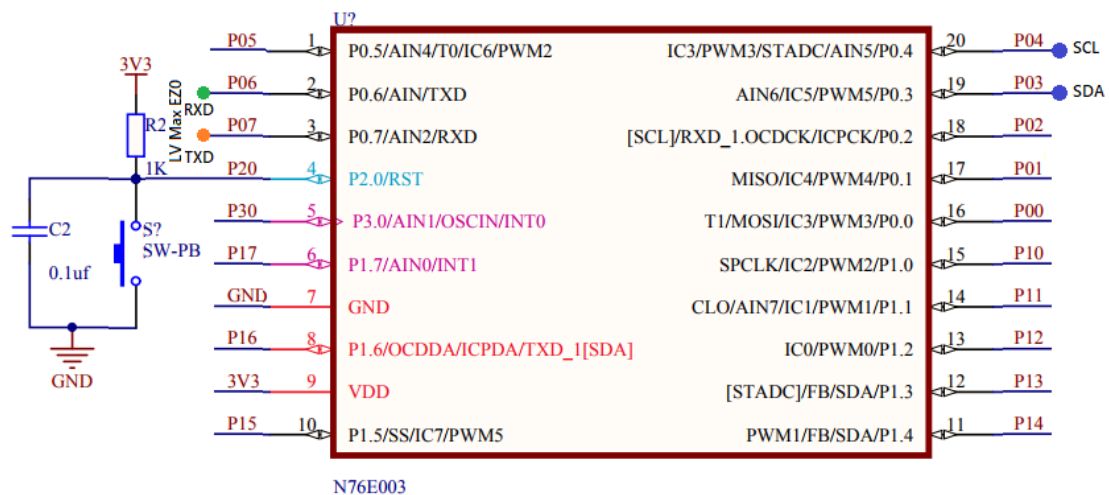 U?
P05 1 P0.5/AIN4/T0/IC6/PWM2 IC3/PWM3/STADC/AIN5/P0.4 20 P04 SCL
3V3
P06 2 P0.6/AIN/TXD AIN6/IC5/PWM5/P0.3 19 P03 SDA
LV Max EZ0
RXD
R2
P07 3 P0.7/AIN2/RXD [SCL]/RXD_1.OCDCK/ICPCK/P0.2 18 P02
TXD
1K
P20 4 P2.0/RST MISO/IC4/PWM4/P0.1 17 P01
P30 5 P3.0/AIN1/OSCIN/INT0 T1/MOSI/IC3/PWM3/P0.0 16 P00
C2
S?
SW-PB
P17 6 P1.7/AIN0/INT1 SPCLK/IC2/PWM2/P1.0 15 P10
0.1uf
GND 7 GND CLO/AIN7/IC1/PWM1/P1.1 14 P11
P16 8 P1.6/OCDDA/ICPDA/TXD_1[SDA] IC0/PWM0/P1.2 13 P12
GND
3V3 9 VDD [STADC]/FB/SDA/P1.3 12 P13
P15 10 P1.5/SS/IC7/PWM5 PWM1/FB/SDA/P1.4 11 P14
N76E003